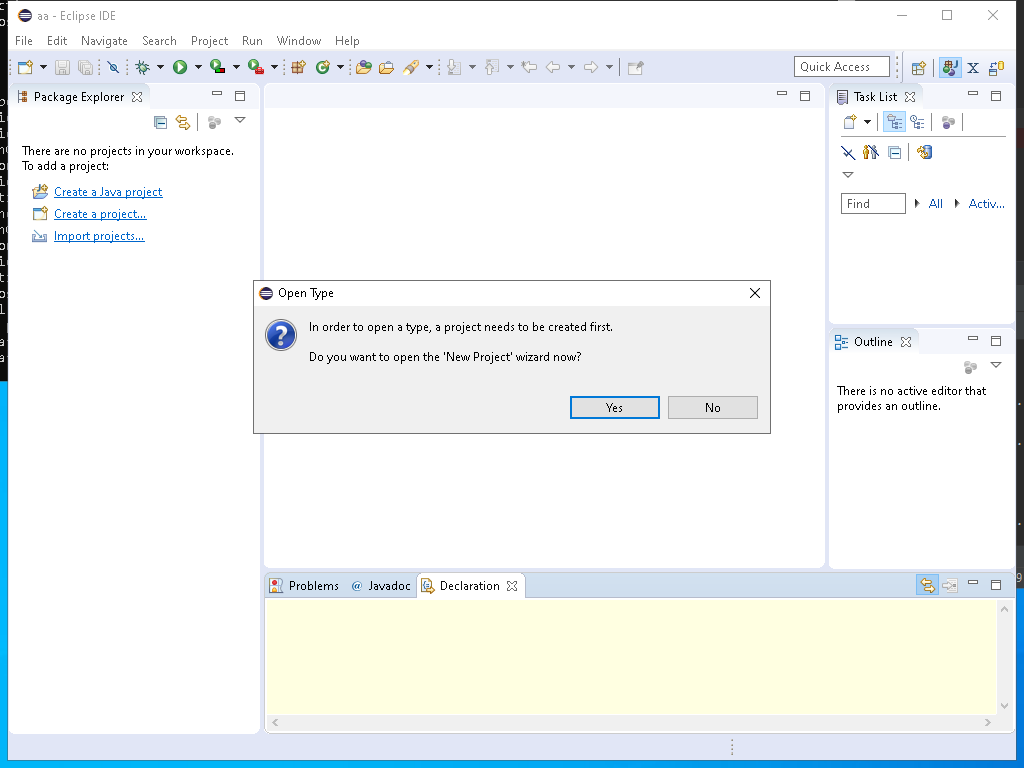 aa - Eclipse IDE
File Edit Navigate Search Project Run Window Help
Quick Access
Package Explorer
There are no projects in your workspace.
To add a project:
Create a Java project
Create a project...
Import projects...
Task List
Find All Activ...
Open Type
In order to open a type, a project needs to be created first.
Do you want to open the 'New Project' wizard now?
Yes No
Outline
There is no active editor that
provides an outline.
Problems @ Javadoc Declaration